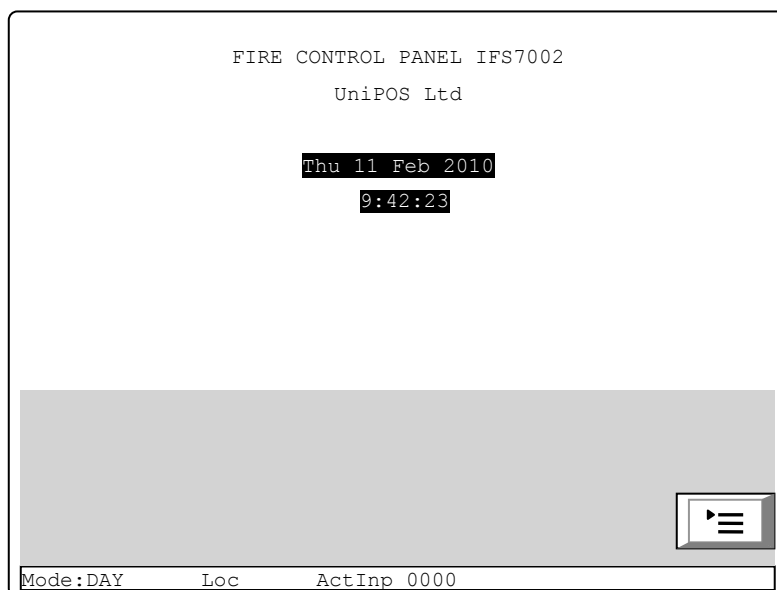 FIRE CONTROL PANEL IFS7002
UniPOS Ltd
Thu 11 Feb 2010
9:42:23
Mode:DAY Loc ActInp 0000